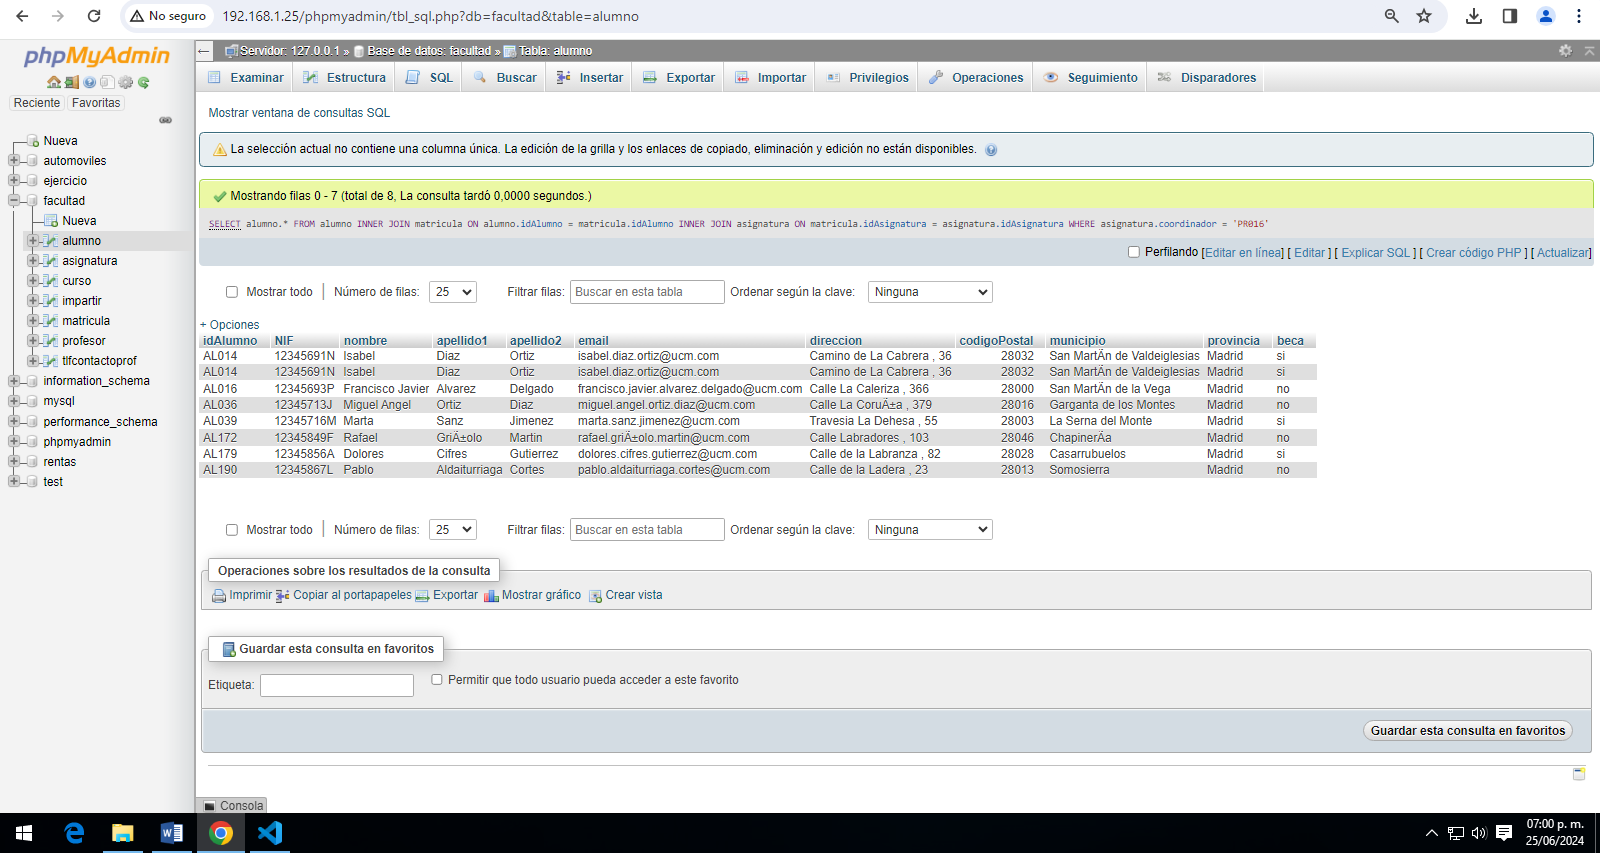 No seguro
192.168.1.25/phpmyadmin/tbl_sql.php?db=facultad&table=alumno
phpMyAdmin
Reciente Favoritas
Nueva
automoviles
ejercicio
facultad
Nueva
alumno
asignatura
curso
impartir
matricula
profesor
tlfcontactoprof
information_schema
mysql
performance_schema
phpmyadmin
rentas
test
Servidor: 127.0.0.1 » Base de datos: facultad » Tabla: alumno
Examinar Estructura SQL Buscar Insertar Exportar Importar Privilegios Operaciones Seguimiento Disparadores
Mostrar ventana de consultas SQL
La selección actual no contiene una columna única. La edición de la grilla y los enlaces de copiado, eliminación y edición no están disponibles.
Mostrando filas 0 - 7 (total de 8, La consulta tardó 0,0000 segundos.)
SELECT alumno.* FROM alumno INNER JOIN matricula ON alumno.idAlumno = matricula.idAlumno INNER JOIN asignatura ON matricula.idAsignatura = asignatura.idAsignatura WHERE asignatura.coordinador = 'PR016'
Perfilando [Editar en línea] [ Editar ] [ Explicar SQL ] [ Crear código PHP ] [ Actualizar]
Mostrar todo | Número de filas: 25 Filtrar filas: Buscar en esta tabla Ordenar según la clave: Ninguna
+ Opciones
idAlumno NIF nombre apellido1 apellido2 email direccion codigoPostal municipio provincia beca
AL014 12345691N Isabel Diaz Ortiz isabel.diaz.ortiz@ucm.com Camino de La Cabrera , 36 28032 San MartÃn de Valdeiglesias Madrid si
AL014 12345691N Isabel Diaz Ortiz isabel.diaz.ortiz@ucm.com Camino de La Cabrera , 36 28032 San MartÃn de Valdeiglesias Madrid si
AL016 12345693P Francisco Javier Alvarez Delgado francisco.javier.alvarez.delgado@ucm.com Calle La Caleriza , 366 28000 San MartÃn de la Vega Madrid no
AL036 12345713J Miguel Angel Ortiz Diaz miguel.angel.ortiz.diaz@ucm.com Calle La CoruÃ±a , 379 28016 Garganta de los Montes Madrid no
AL039 12345716M Marta Sanz Jimenez marta.sanz.jimenez@ucm.com Travesia La Dehesa , 55 28003 La Serna del Monte Madrid si
AL172 12345849F Rafael GriÃ±olo Martin rafael.griÃ±olo.martin@ucm.com Calle Labradores , 103 28046 ChapinerÃa Madrid no
AL179 12345856A Dolores Cifres Gutierrez dolores.cifres.gutierrez@ucm.com Calle de la Labranza , 82 28028 Casarrubuelos Madrid si
AL190 12345867L Pablo Aldaiturriaga Cortes pablo.aldaiturriaga.cortes@ucm.com Calle de la Ladera , 23 28013 Somosierra Madrid no
Mostrar todo | Número de filas: 25 Filtrar filas: Buscar en esta tabla Ordenar según la clave: Ninguna
Operaciones sobre los resultados de la consulta
Imprimir Copiar al portapapeles Exportar Mostrar gráfico Crear vista
Guardar esta consulta en favoritos
Etiqueta: Permitir que todo usuario pueda acceder a este favorito
Guardar esta consulta en favoritos
Consola
07:00 p. m.
25/06/2024